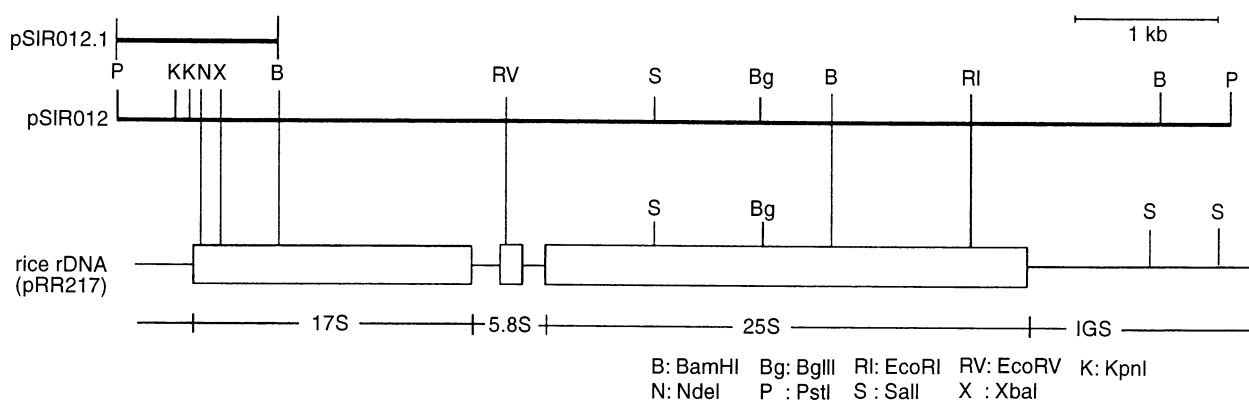 pSIR012.1
1 kb
P KKNX B RV S Bg B RI B P
pSIR012
S Bg S S
rice rDNA
(pRR217)
17S 5.8S 25S IGS
B: BamHI Bg: BglII RI: EcoRI RV: EcoRV K: KpnI
N: NdeI P : PstI S : SalI X : XbaI